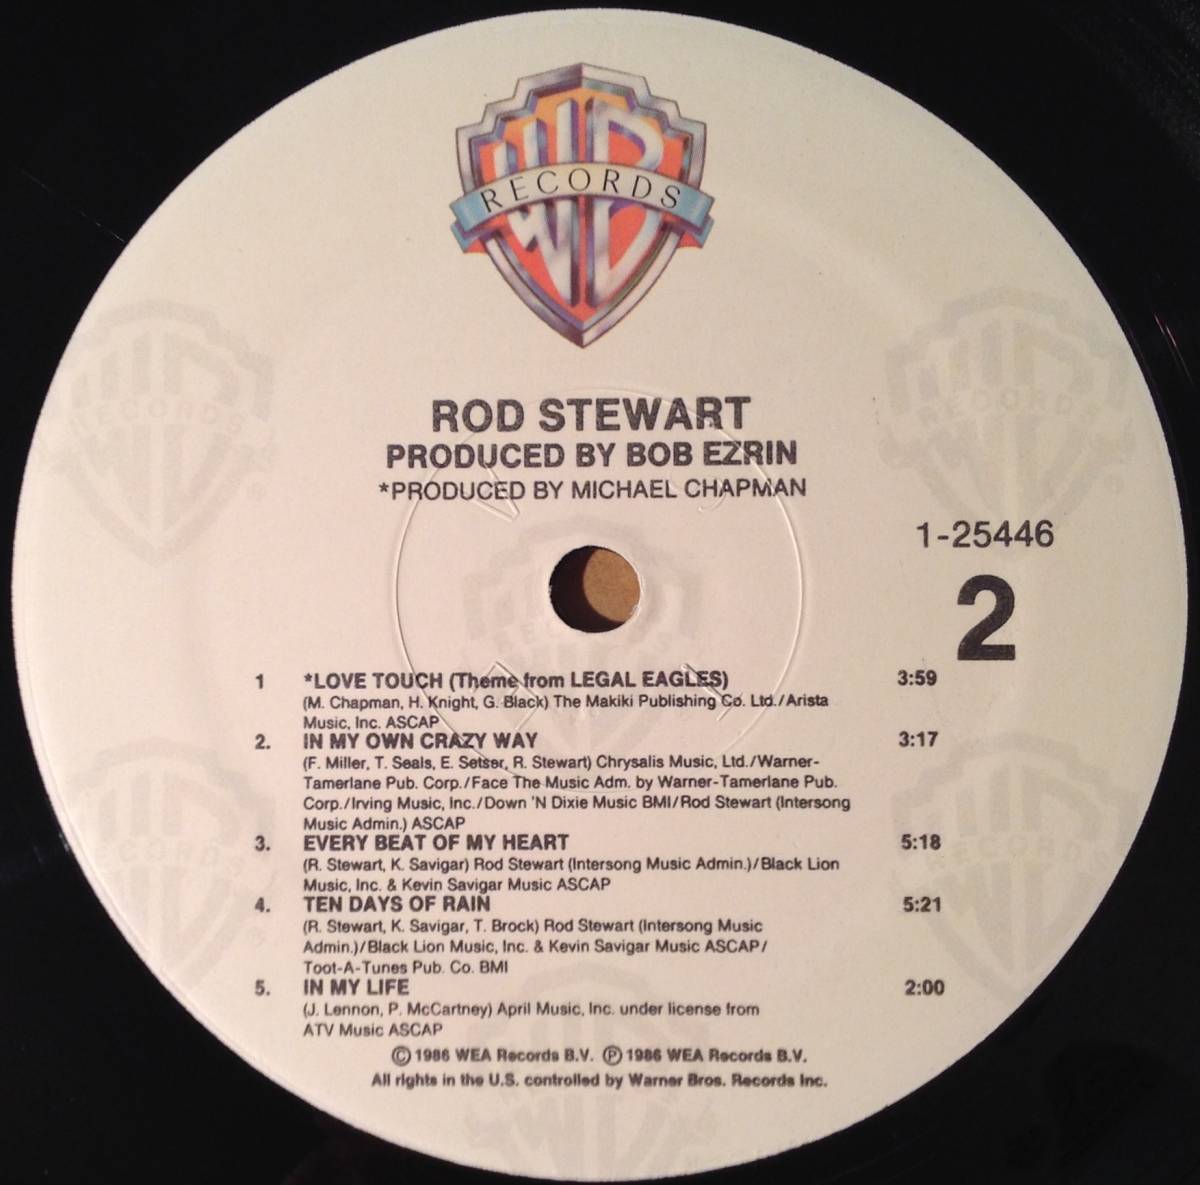 WB
RECORDS
ROD STEWART
PRODUCED BY BOB EZRIN
*PRODUCED BY MICHAEL CHAPMAN
1-25446
2
1 *LOVE TOUCH (Theme from LEGAL EAGLES) 3:59
(M. Chapman, H. Knight, G. Black) The Makiki Publishing Co. Ltd./Arista
Music, Inc. ASCAP
2. IN MY OWN CRAZY WAY 3:17
(F. Miller, T. Seals, E. Setser, R. Stewart) Chrysalis Music, Ltd./Warner-
Tamerlane Pub. Corp./Face The Music Adm. by Warner-Tamerlane Pub.
Corp./Irving Music, Inc./Down 'N Dixie Music BMI/Rod Stewart (Intersong
Music Admin.) ASCAP
3. EVERY BEAT OF MY HEART 5:18
(R. Stewart, K. Savigar) Rod Stewart (Intersong Music Admin.)/Black Lion
Music, Inc. & Kevin Savigar Music ASCAP
4. TEN DAYS OF RAIN 5:21
(R. Stewart, K. Savigar, T. Brock) Rod Stewart (Intersong Music
Admin.)/Black Lion Music, Inc. & Kevin Savigar Music ASCAP/
Toot-A-Tunes Pub. Co. BMI
5. IN MY LIFE 2:00
(J. Lennon, P. McCartney) April Music, Inc. under license from
ATV Music ASCAP
© 1986 WEA Records B.V. ℗ 1986 WEA Records B.V.
All rights in the U.S. controlled by Warner Bros. Records Inc.